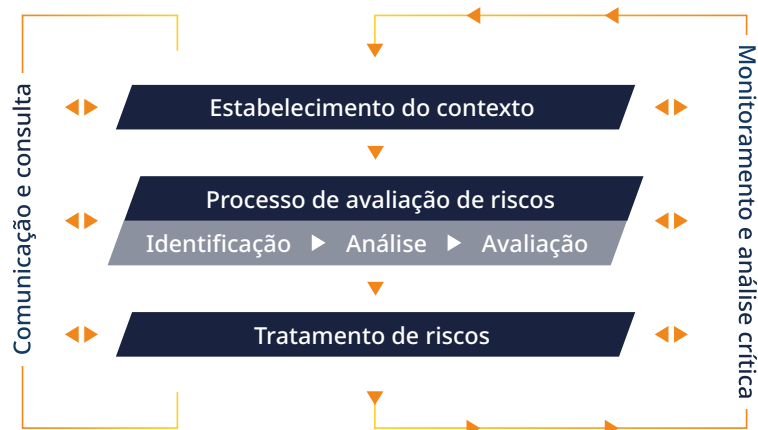 Comunicação e consulta
Estabelecimento do contexto
Processo de avaliação de riscos
Identificação Análise Avaliação
Tratamento de riscos
Monitoramento e análise crítica